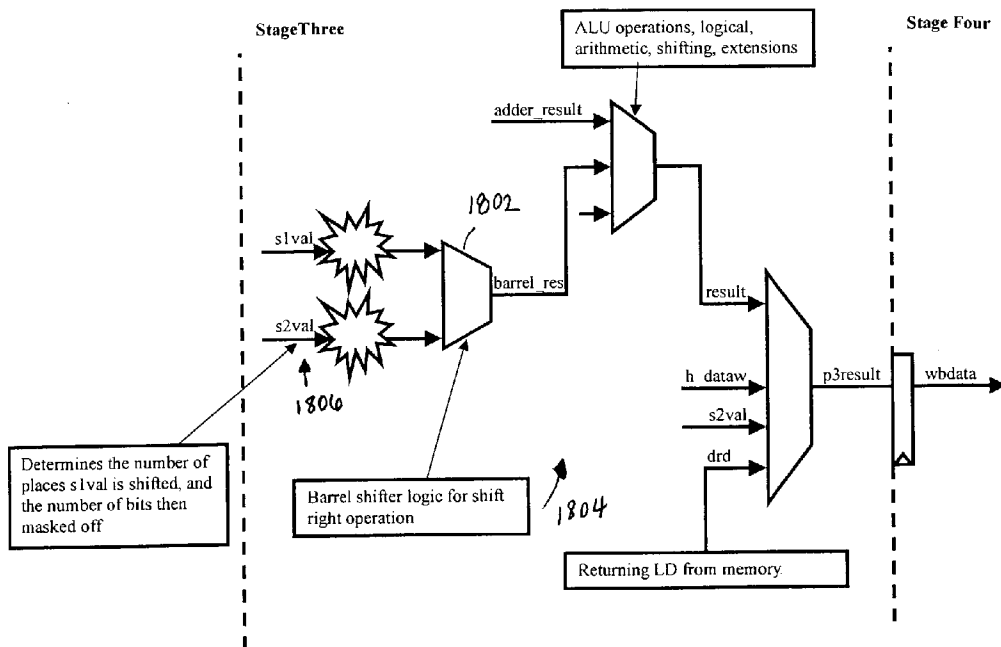 StageThree
Stage Four
ALU operations, logical,
arithmetic, shifting, extensions
adder_result
1802
s1val
barrel_res
result
s2val
1806
h_dataw
p3result
wbdata
s2val
drd
Determines the number of
places s1val is shifted, and
the number of bits then
masked off
Barrel shifter logic for shift
right operation
1804
Returning LD from memory.